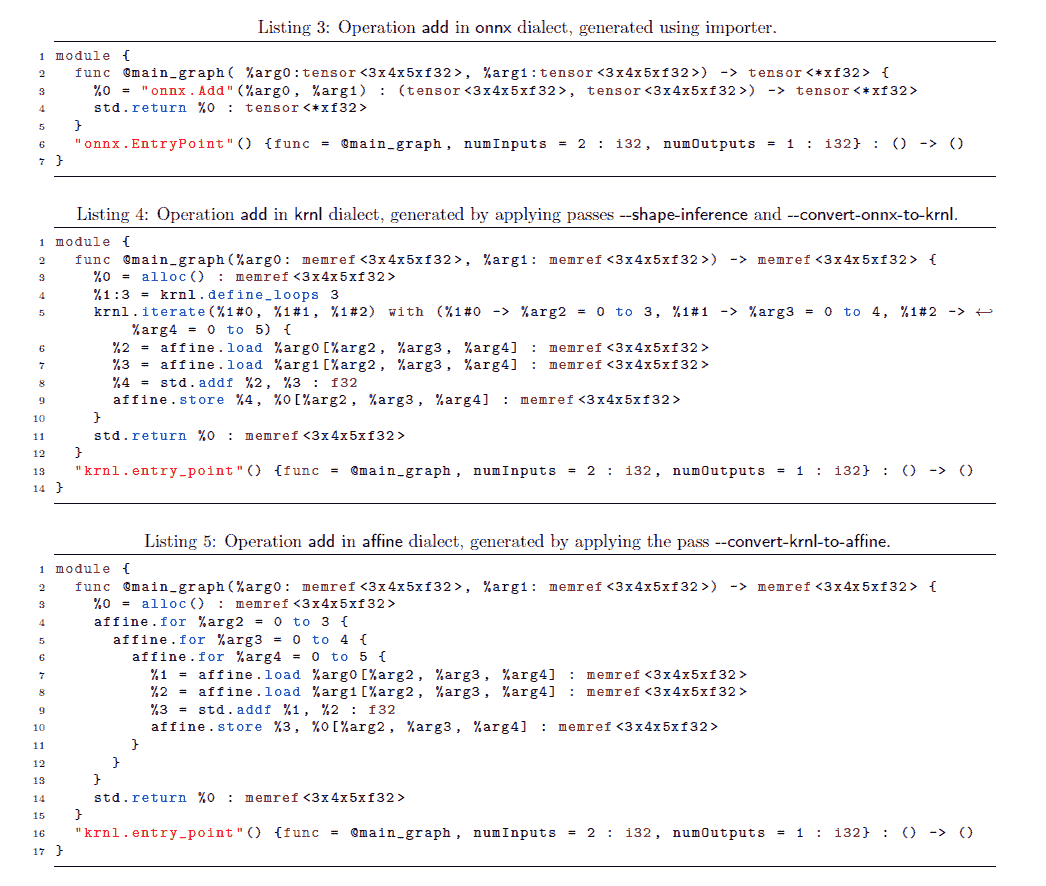 Listing 3: Operation add in onnx dialect, generated using importer.
1 module {
2   func @main_graph( %arg0:tensor<3x4x5xf32>, %arg1:tensor<3x4x5xf32>) -> tensor<*xf32> {
3     %0 = "onnx.Add"(%arg0, %arg1) : (tensor<3x4x5xf32>, tensor<3x4x5xf32>) -> tensor<*xf32>
4     std.return %0 : tensor<*xf32>
5   }
6   "onnx.EntryPoint"() {func = @main_graph, numInputs = 2 : i32, numOutputs = 1 : i32} : () -> ()
7 }
Listing 4: Operation add in krnl dialect, generated by applying passes --shape-inference and --convert-onnx-to-krnl.
1 module {
2   func @main_graph(%arg0: memref<3x4x5xf32>, %arg1: memref<3x4x5xf32>) -> memref<3x4x5xf32> {
3     %0 = alloc() : memref<3x4x5xf32>
4     %1:3 = krnl.define_loops 3
5     krnl.iterate(%1#0, %1#1, %1#2) with (%1#0 -> %arg2 = 0 to 3, %1#1 -> %arg3 = 0 to 4, %1#2 -> ↩
        %arg4 = 0 to 5) {
6       %2 = affine.load %arg0[%arg2, %arg3, %arg4] : memref<3x4x5xf32>
7       %3 = affine.load %arg1[%arg2, %arg3, %arg4] : memref<3x4x5xf32>
8       %4 = std.addf %2, %3 : f32
9       affine.store %4, %0[%arg2, %arg3, %arg4] : memref<3x4x5xf32>
10     }
11     std.return %0 : memref<3x4x5xf32>
12   }
13   "krnl.entry_point"() {func = @main_graph, numInputs = 2 : i32, numOutputs = 1 : i32} : () -> ()
14 }
Listing 5: Operation add in affine dialect, generated by applying the pass --convert-krnl-to-affine.
1 module {
2   func @main_graph(%arg0: memref<3x4x5xf32>, %arg1: memref<3x4x5xf32>) -> memref<3x4x5xf32> {
3     %0 = alloc() : memref<3x4x5xf32>
4     affine.for %arg2 = 0 to 3 {
5       affine.for %arg3 = 0 to 4 {
6         affine.for %arg4 = 0 to 5 {
7           %1 = affine.load %arg0[%arg2, %arg3, %arg4] : memref<3x4x5xf32>
8           %2 = affine.load %arg1[%arg2, %arg3, %arg4] : memref<3x4x5xf32>
9           %3 = std.addf %1, %2 : f32
10           affine.store %3, %0[%arg2, %arg3, %arg4] : memref<3x4x5xf32>
11         }
12       }
13     }
14     std.return %0 : memref<3x4x5xf32>
15   }
16   "krnl.entry_point"() {func = @main_graph, numInputs = 2 : i32, numOutputs = 1 : i32} : () -> ()
17 }